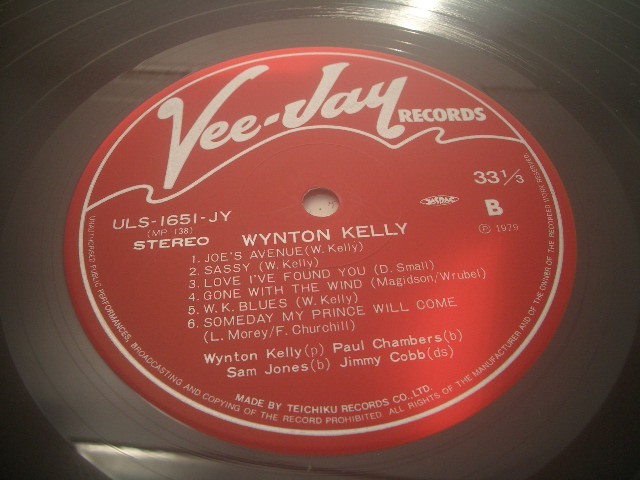 Vee-Jay
RECORDS
33 1/3
ULS-1651-JY
(MP 138)
STEREO
B
Ⓟ 1979
WYNTON KELLY
1. JOE'S AVENUE(W. Kelly)
2. SASSY (W. Kelly)
3. LOVE I'VE FOUND YOU (D. Small)
4. GONE WITH THE WIND (Magidson/Wrubel)
5. W.K. BLUES (W. Kelly)
6. SOMEDAY MY PRINCE WILL COME
(L. Morey/F. Churchill)
Wynton Kelly(p) Paul Chambers(b)
Sam Jones(b) Jimmy Cobb(ds)
MADE BY TEICHIKU RECORDS CO.,LTD.
UNAUTHORIZED PUBLIC PERFORMANCES, BROADCASTING AND COPYING OF THE RECORD PROHIBITED. ALL RIGHTS OF THE MANUFACTURER AND OF THE OWNER OF THE RECORDED WORK RESERVED.